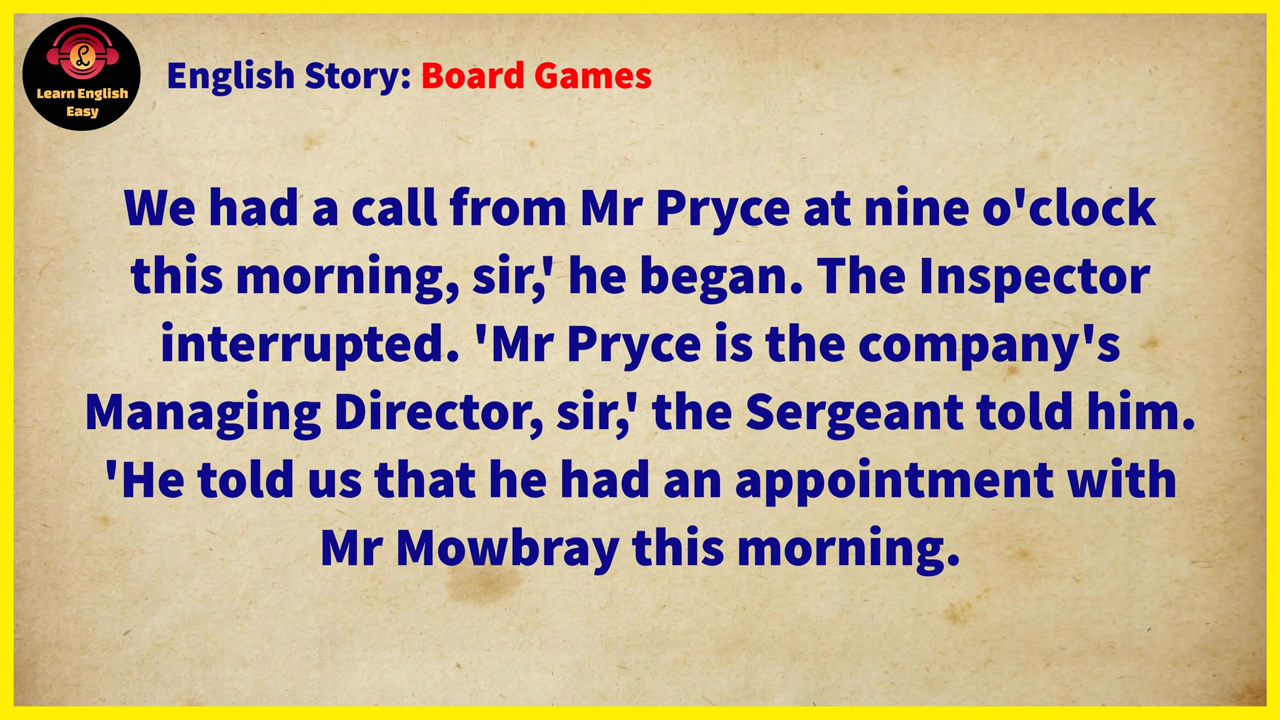 Learn English
Easy
English Story: Board Games
We had a call from Mr Pryce at nine o'clock
this morning, sir,' he began. The Inspector
interrupted. 'Mr Pryce is the company's
Managing Director, sir,' the Sergeant told him.
'He told us that he had an appointment with
Mr Mowbray this morning.